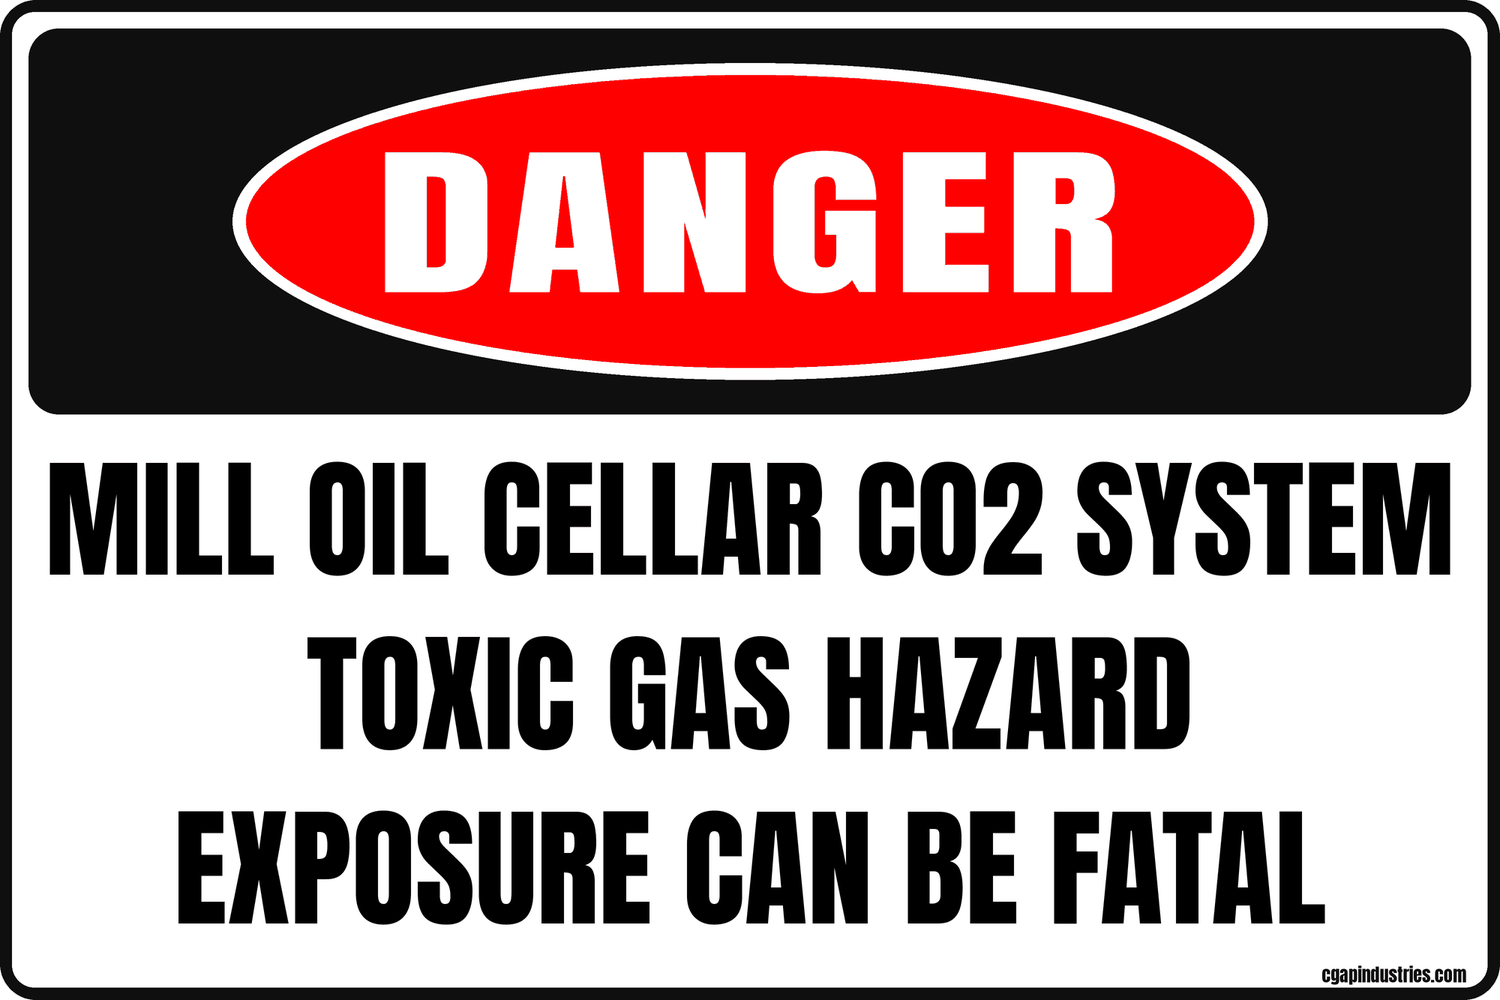 DANGER
MILL OIL CELLAR CO2 SYSTEM
TOXIC GAS HAZARD
EXPOSURE CAN BE FATAL
cgapindustries.com